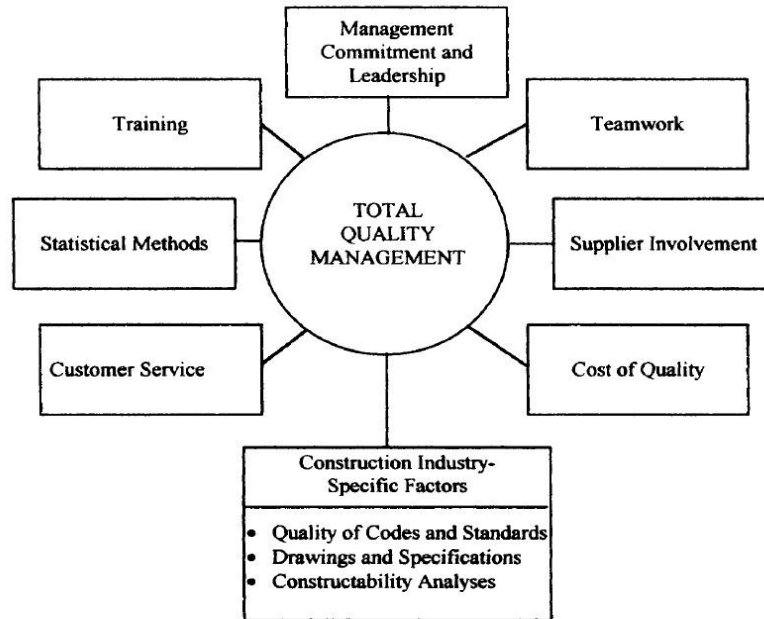 Management
Commitment and
Leadership
Training
Teamwork
TOTAL
QUALITY
MANAGEMENT
Statistical Methods
Supplier Involvement
Customer Service
Cost of Quality
Construction Industry-
Specific Factors
• Quality of Codes and Standards
• Drawings and Specifications
• Constructability Analyses